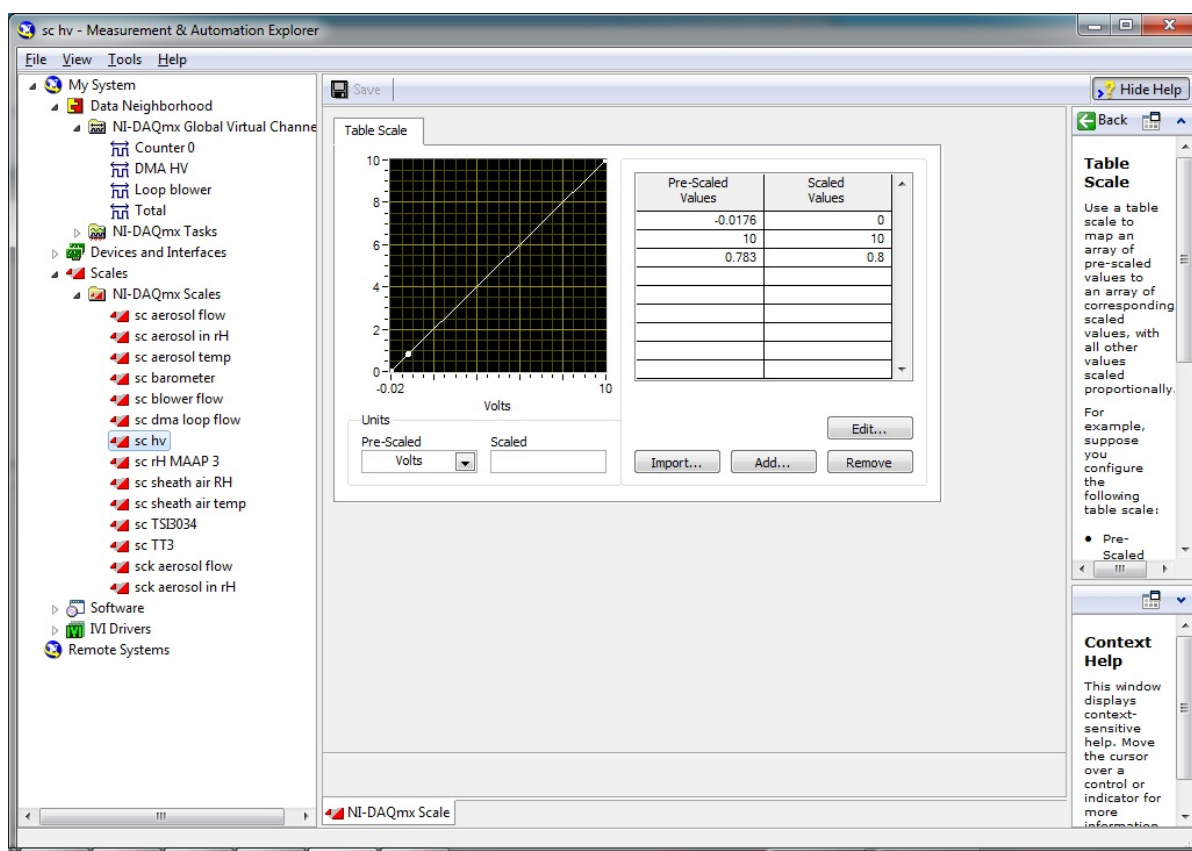 sc hv - Measurement & Automation Explorer
File View Tools Help
My System
Data Neighborhood
NI-DAQmx Global Virtual Channe
Counter 0
DMA HV
Loop blower
Total
NI-DAQmx Tasks
Devices and Interfaces
Scales
NI-DAQmx Scales
sc aerosol flow
sc aerosol in rH
sc aerosol temp
sc barometer
sc blower flow
sc dma loop flow
sc hv
sc rH MAAP 3
sc sheath air RH
sc sheath air temp
sc TSI3034
sc TT3
sck aerosol flow
sck aerosol in rH
Software
IVI Drivers
Remote Systems
Save
Table Scale
10
8
6
4
2
0
-0.02 10
Volts
Units
Pre-Scaled Scaled
Volts
Pre-Scaled Values Scaled Values
-0.0176 0
10 10
0.783 0.8
Edit...
Import... Add... Remove
NI-DAQmx Scale
Hide Help
Back
Table
Scale
Use a table
scale to
map an
array of
pre-scaled
values to
an array of
corresponding
scaled
values, with
all other
values
scaled
proportionally.
For
example,
suppose
you
configure
the
following
table scale:
• Pre-
Scaled
Context
Help
This window
displays
context-
sensitive
help. Move
the cursor
over a
control or
indicator for
more
information